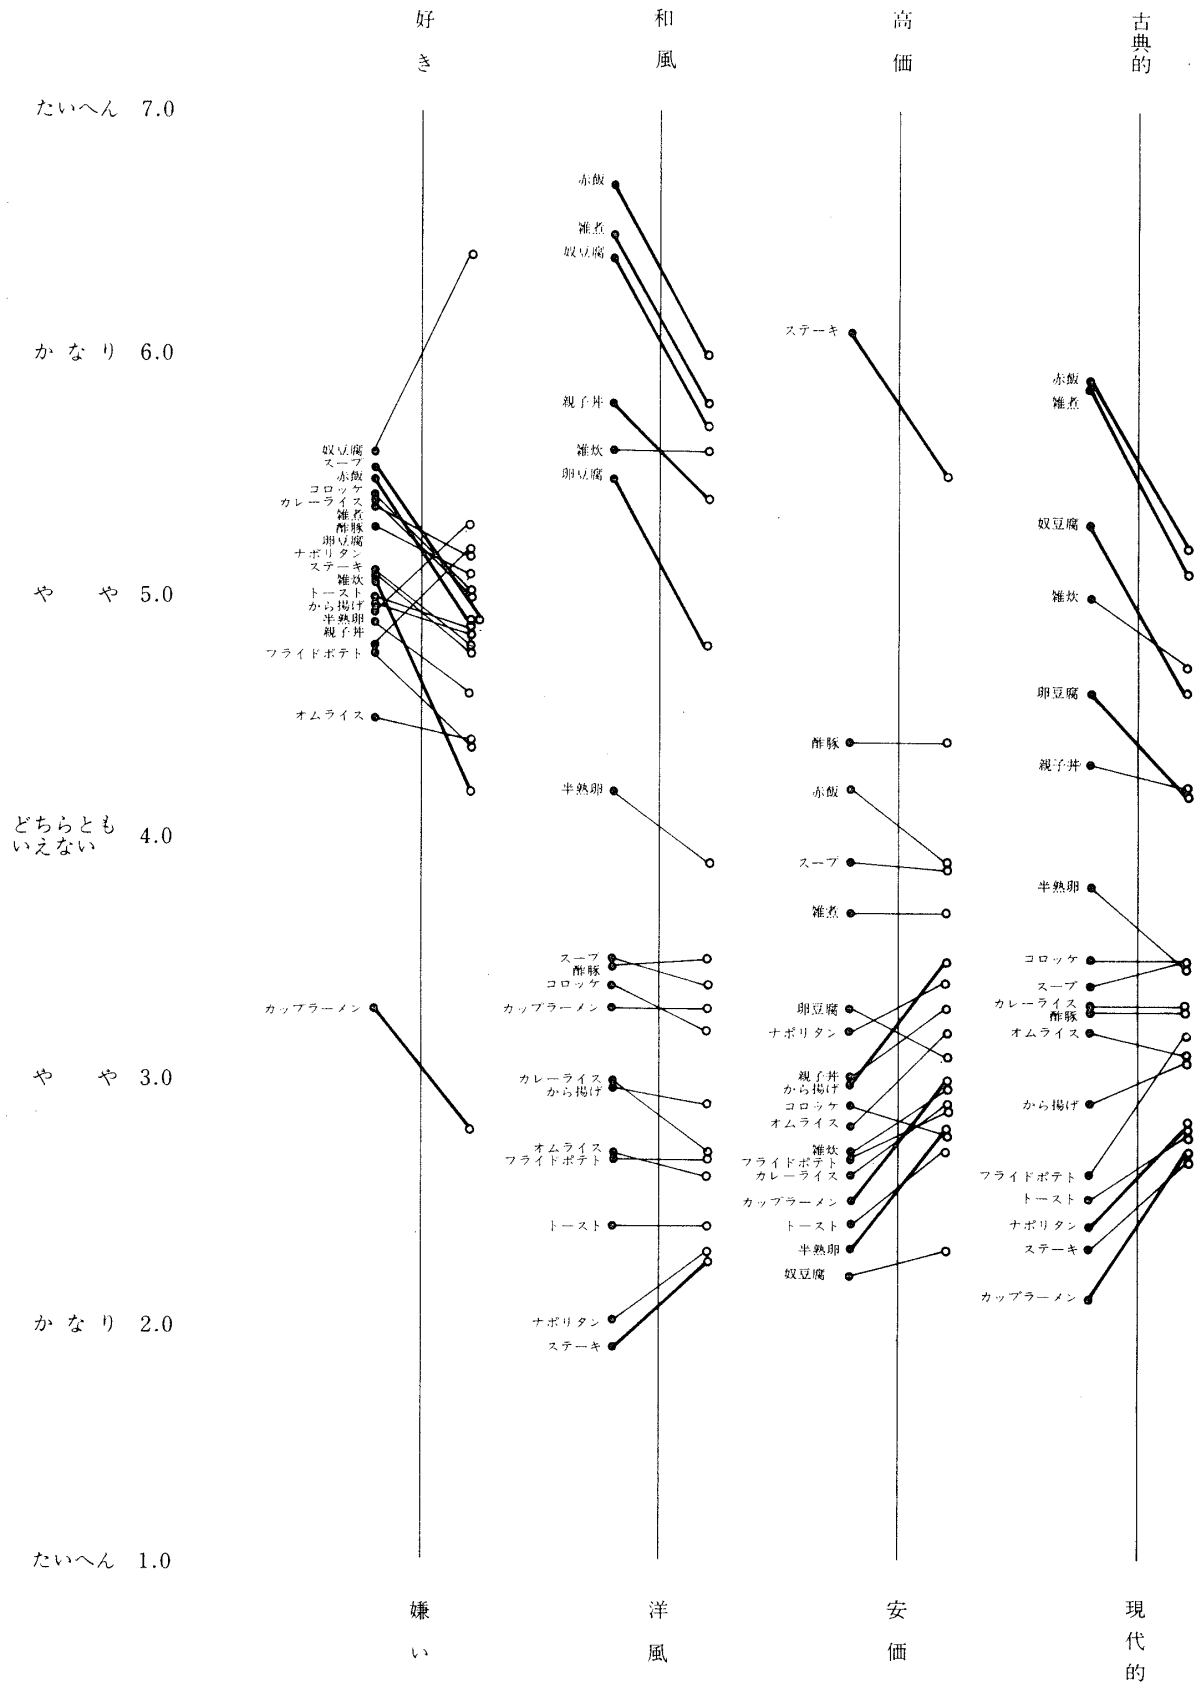 好き
和風
高価
古典的
たいへん 7.0
かなり 6.0
やや 5.0
どちらとも
いえない 4.0
やや 3.0
かなり 2.0
たいへん 1.0
奴豆腐
スープ
赤飯
コロッケ
カレーライス
雑煮
酢豚
卵豆腐
ナポリタン
ステーキ
雑炊
トースト
から揚げ
半熟卵
親子丼
フライドポテト
オムライス
カップラーメン
赤飯
雑煮
奴豆腐
親子丼
雑炊
卵豆腐
半熟卵
スープ
酢豚
コロッケ
カップラーメン
カレーライス
から揚げ
オムライス
フライドポテト
トースト
ナポリタン
ステーキ
ステーキ
酢豚
赤飯
スープ
雑煮
卵豆腐
ナポリタン
親子丼
から揚げ
コロッケ
オムライス
雑炊
フライドポテト
カレーライス
カップラーメン
トースト
半熟卵
奴豆腐
赤飯
雑煮
奴豆腐
雑炊
卵豆腐
親子丼
半熟卵
コロッケ
スープ
カレーライス
酢豚
オムライス
から揚げ
フライドポテト
トースト
ナポリタン
ステーキ
カップラーメン
嫌い
洋風
安価
現代的